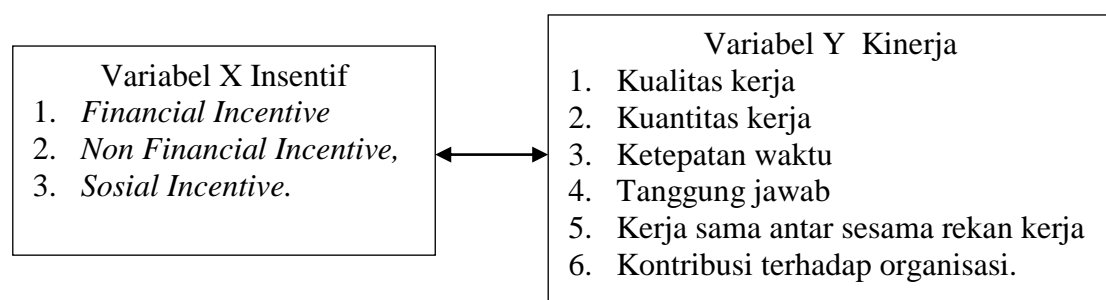 Variabel X Insentif
1. Financial Incentive
2. Non Financial Incentive,
3. Sosial Incentive.
Variabel Y  Kinerja
1. Kualitas kerja
2. Kuantitas kerja
3. Ketepatan waktu
4. Tanggung jawab
5. Kerja sama antar sesama rekan kerja
6. Kontribusi terhadap organisasi.